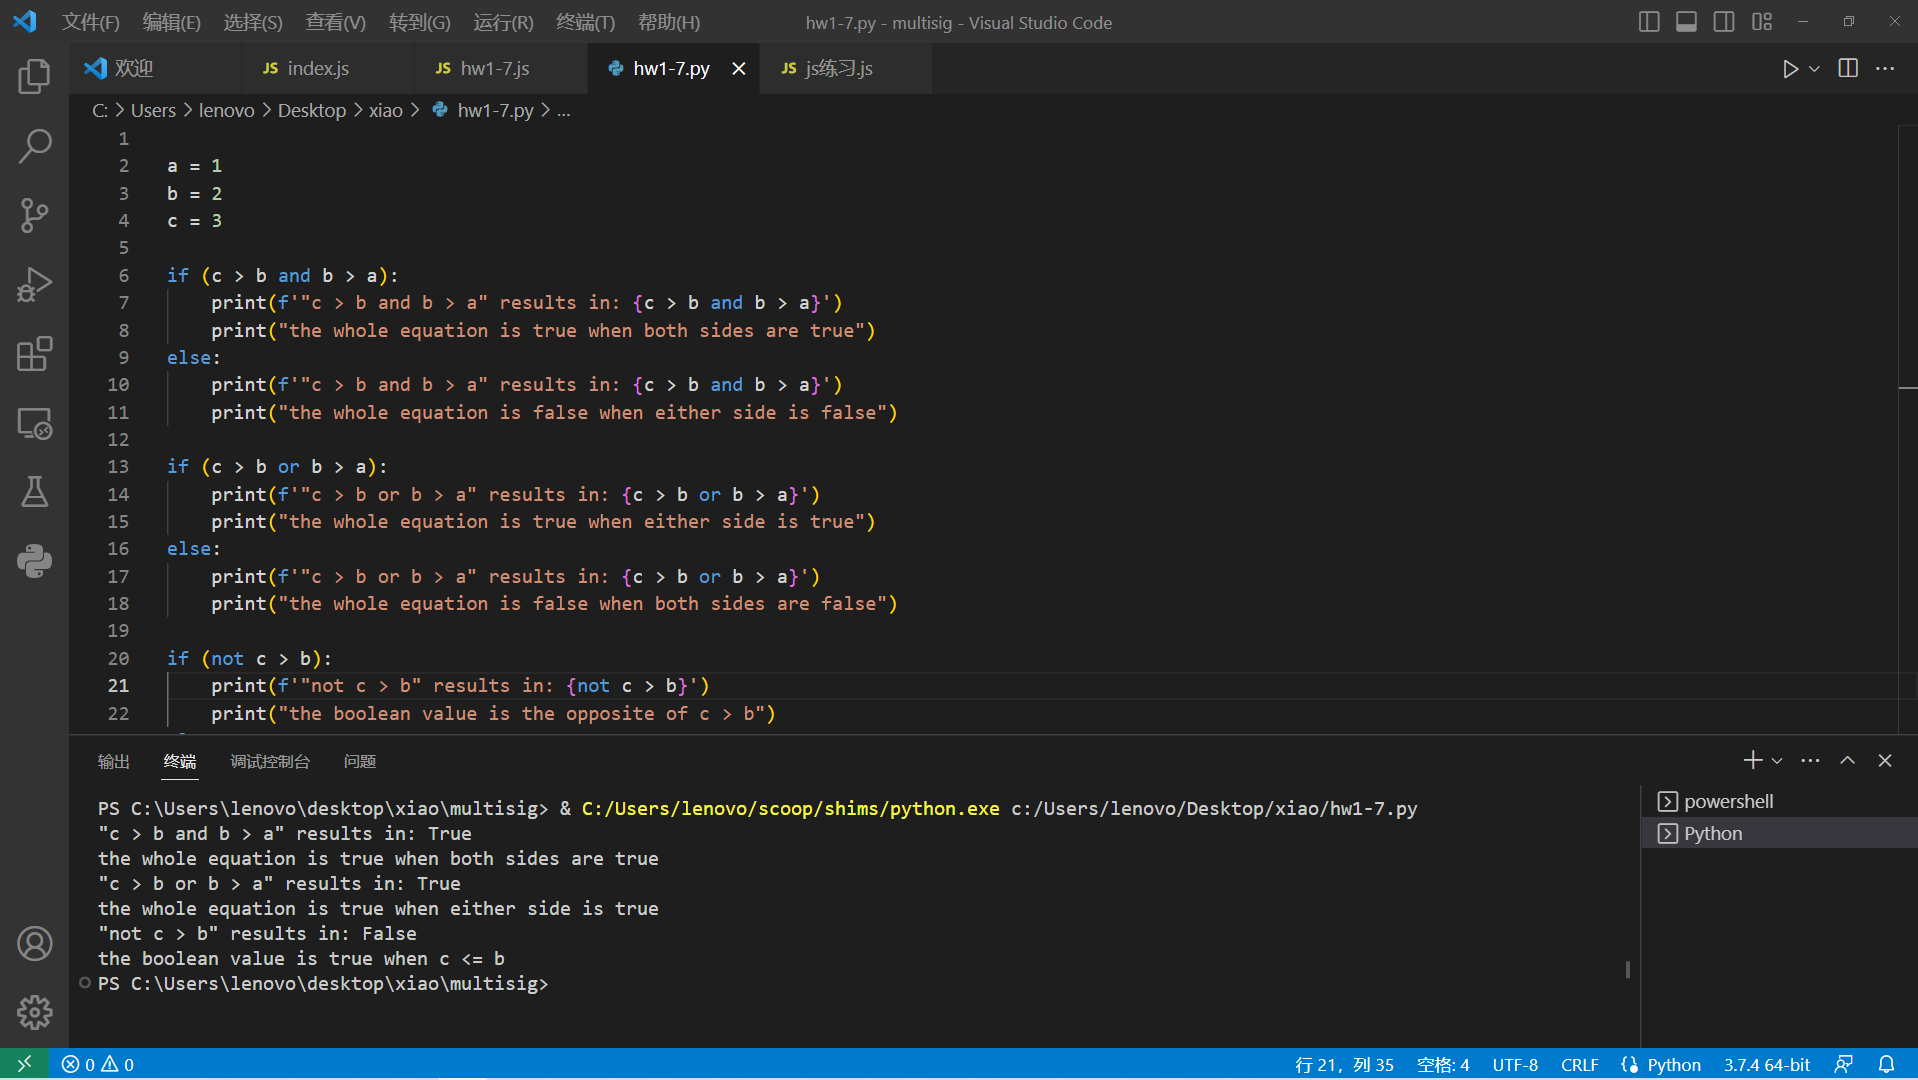 文件(F) 编辑(E) 选择(S) 查看(V) 转到(G) 运行(R) 终端(T) 帮助(H) hw1-7.py - multisig - Visual Studio Code
欢迎 JS index.js JS hw1-7.js hw1-7.py JS js练习.js
C: > Users > lenovo > Desktop > xiao > hw1-7.py > ...
1
2 a = 1
3 b = 2
4 c = 3
5
6 if (c > b and b > a):
7 print(f'"c > b and b > a" results in: {c > b and b > a}')
8 print("the whole equation is true when both sides are true")
9 else:
10 print(f'"c > b and b > a" results in: {c > b and b > a}')
11 print("the whole equation is false when either side is false")
12
13 if (c > b or b > a):
14 print(f'"c > b or b > a" results in: {c > b or b > a}')
15 print("the whole equation is true when either side is true")
16 else:
17 print(f'"c > b or b > a" results in: {c > b or b > a}')
18 print("the whole equation is false when both sides are false")
19
20 if (not c > b):
21 print(f'"not c > b" results in: {not c > b}')
22 print("the boolean value is the opposite of c > b")
输出 终端 调试控制台 问题
PS C:\Users\lenovo\desktop\xiao\multisig> & C:/Users/lenovo/scoop/shims/python.exe c:/Users/lenovo/Desktop/xiao/hw1-7.py
"c > b and b > a" results in: True
the whole equation is true when both sides are true
"c > b or b > a" results in: True
the whole equation is true when either side is true
"not c > b" results in: False
the boolean value is true when c <= b
PS C:\Users\lenovo\desktop\xiao\multisig>
powershell
Python
0 0 行 21，列 35 空格: 4 UTF-8 CRLF Python 3.7.4 64-bit